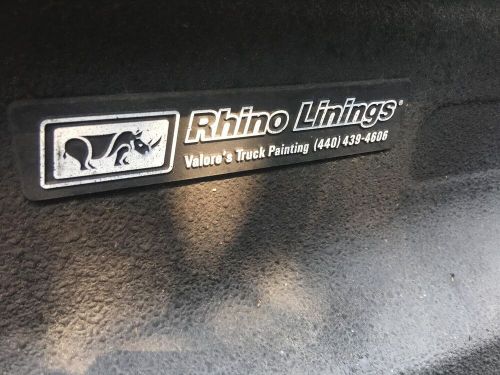 Rhino Linings®
Valore's Truck Painting (440) 439-4606